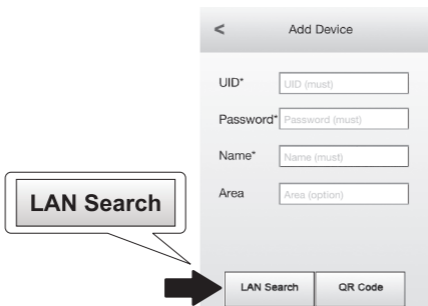 < Add Device
UID* UID (must)
Password* Password (must)
Name* Name (must)
Area Area (option)
LAN Search
LAN Search QR Code